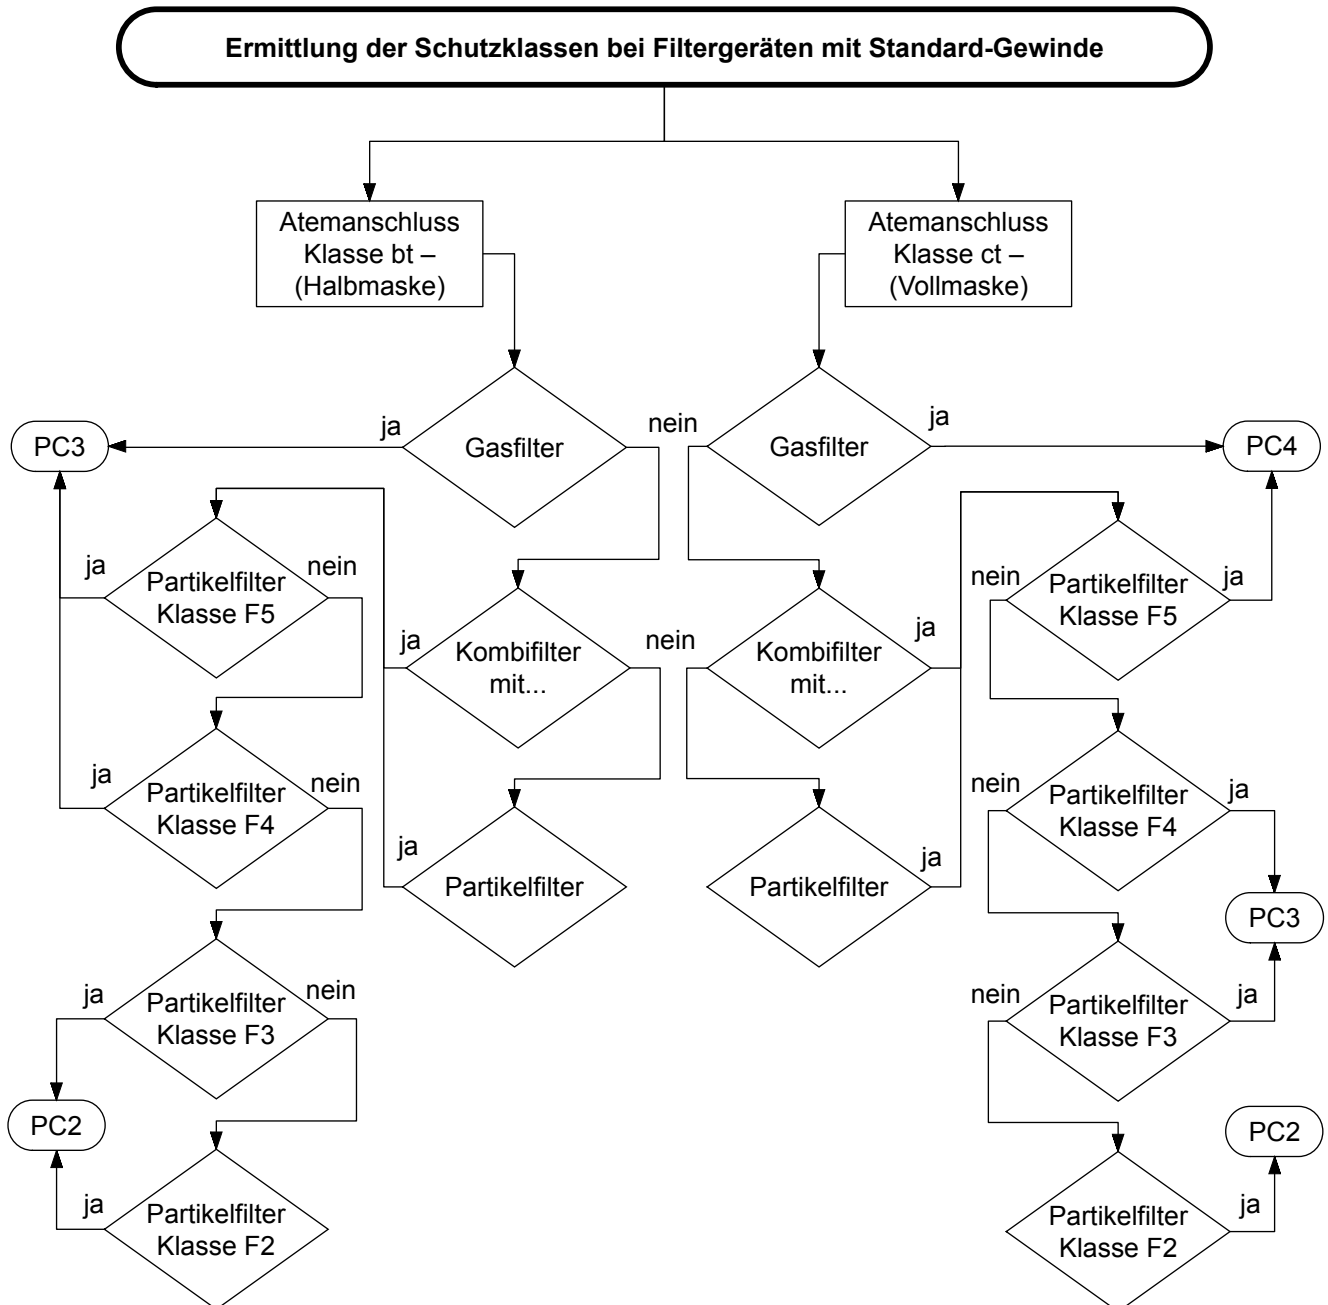 Ermittlung der Schutzklassen bei Filtergeräten mit Standard-Gewinde
Atemanschluss
Klasse bt –
(Halbmaske)
Atemanschluss
Klasse ct –
(Vollmaske)
ja
Gasfilter
nein
Gasfilter
ja
PC3
PC4
ja
Partikelfilter
Klasse F5
nein
ja
Kombifilter
mit...
nein
Kombifilter
mit...
ja
nein
Partikelfilter
Klasse F5
ja
ja
Partikelfilter
Klasse F4
nein
ja
Partikelfilter
Partikelfilter
ja
nein
Partikelfilter
Klasse F4
ja
PC3
ja
Partikelfilter
Klasse F3
nein
nein
Partikelfilter
Klasse F3
ja
PC2
PC2
ja
Partikelfilter
Klasse F2
Partikelfilter
Klasse F2
ja